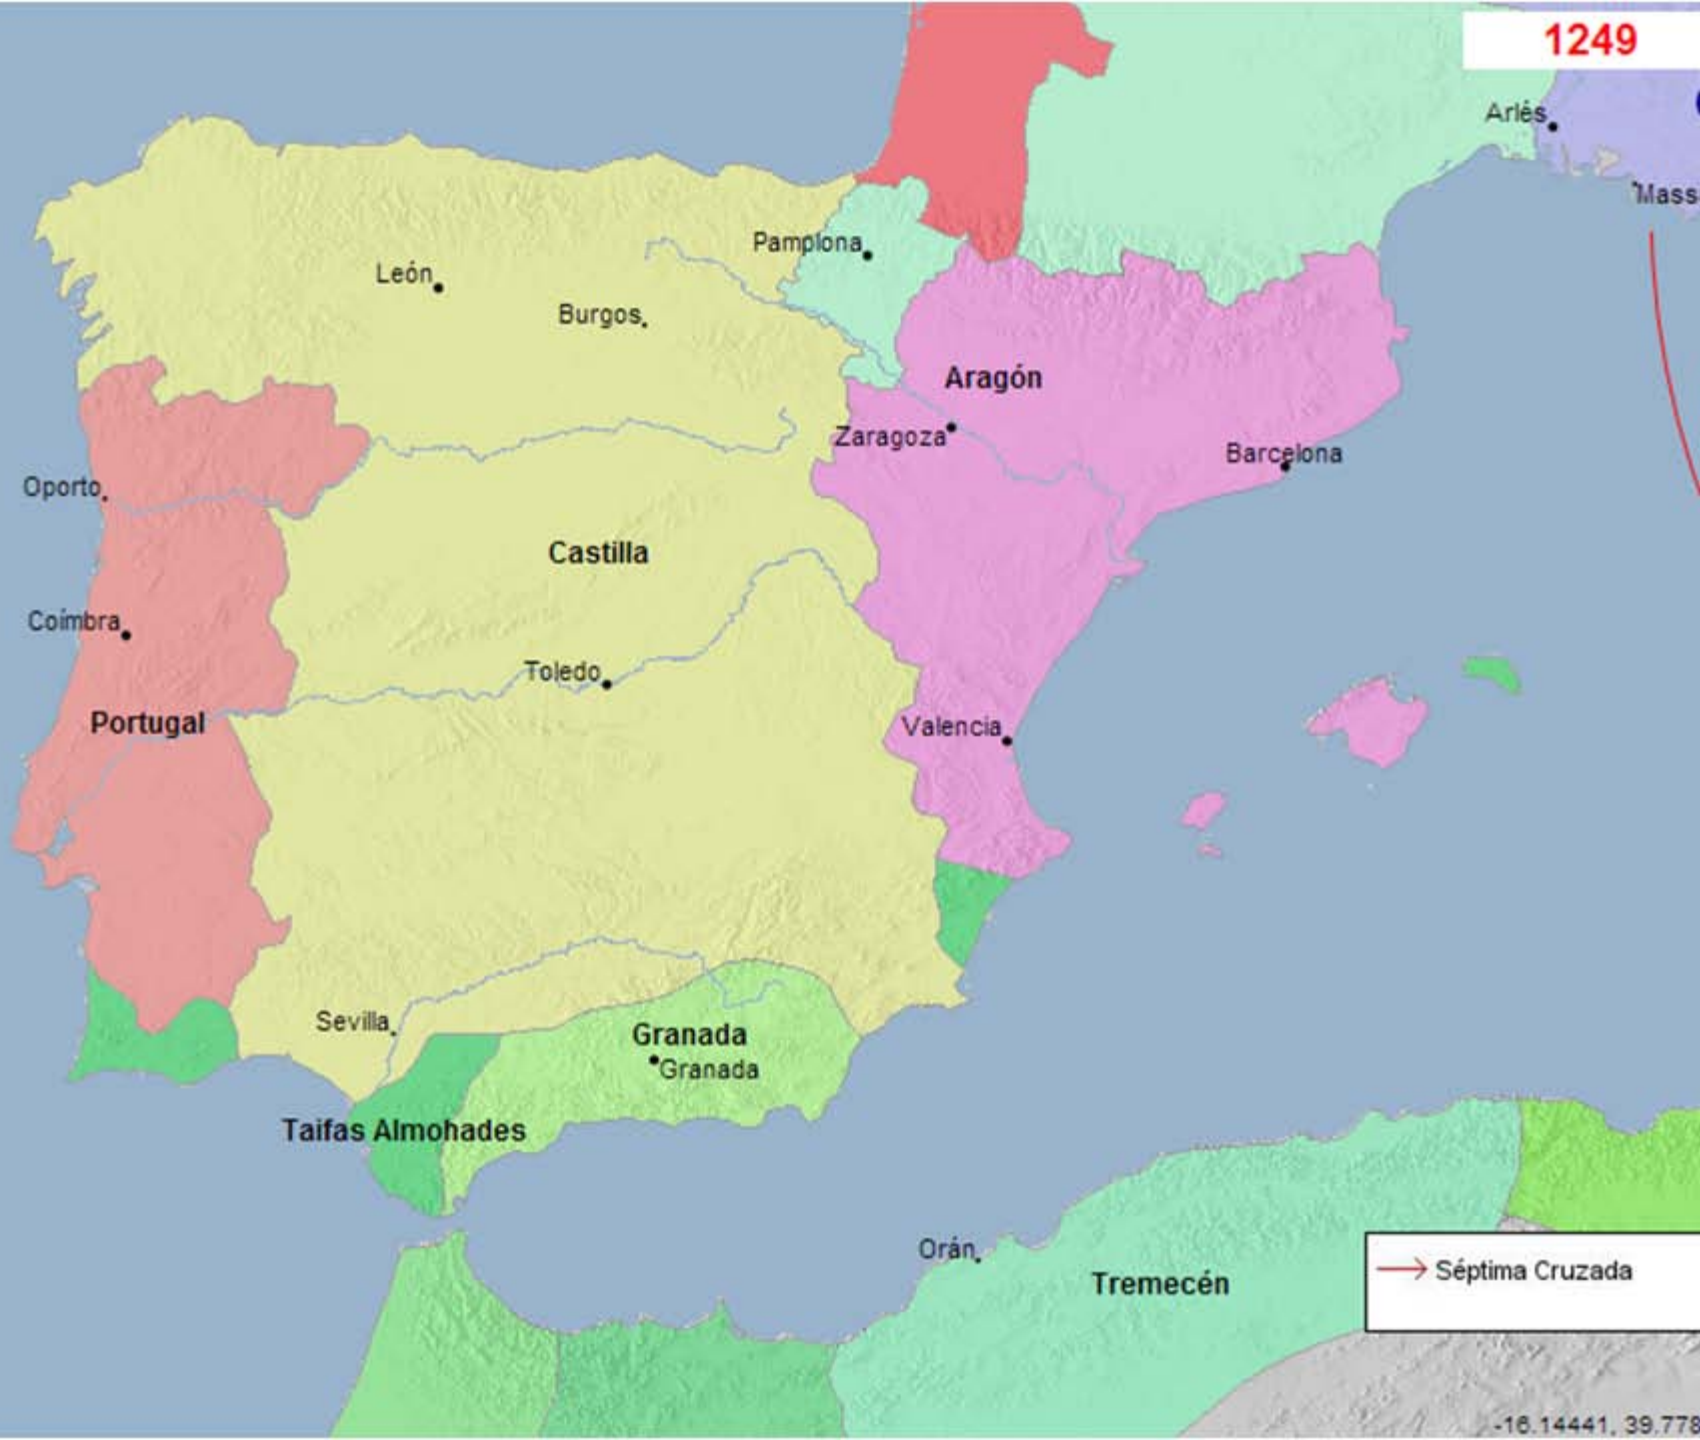 1249
Arlés
Mass
Pamplona
León
Burgos
Aragón
Zaragoza
Barcelona
Oporto
Castilla
Coímbra
Toledo
Portugal
Valencia
Sevilla
Granada
Granada
Taifas Almohades
Orán
Tremecén
Séptima Cruzada
-16.14441, 39.778